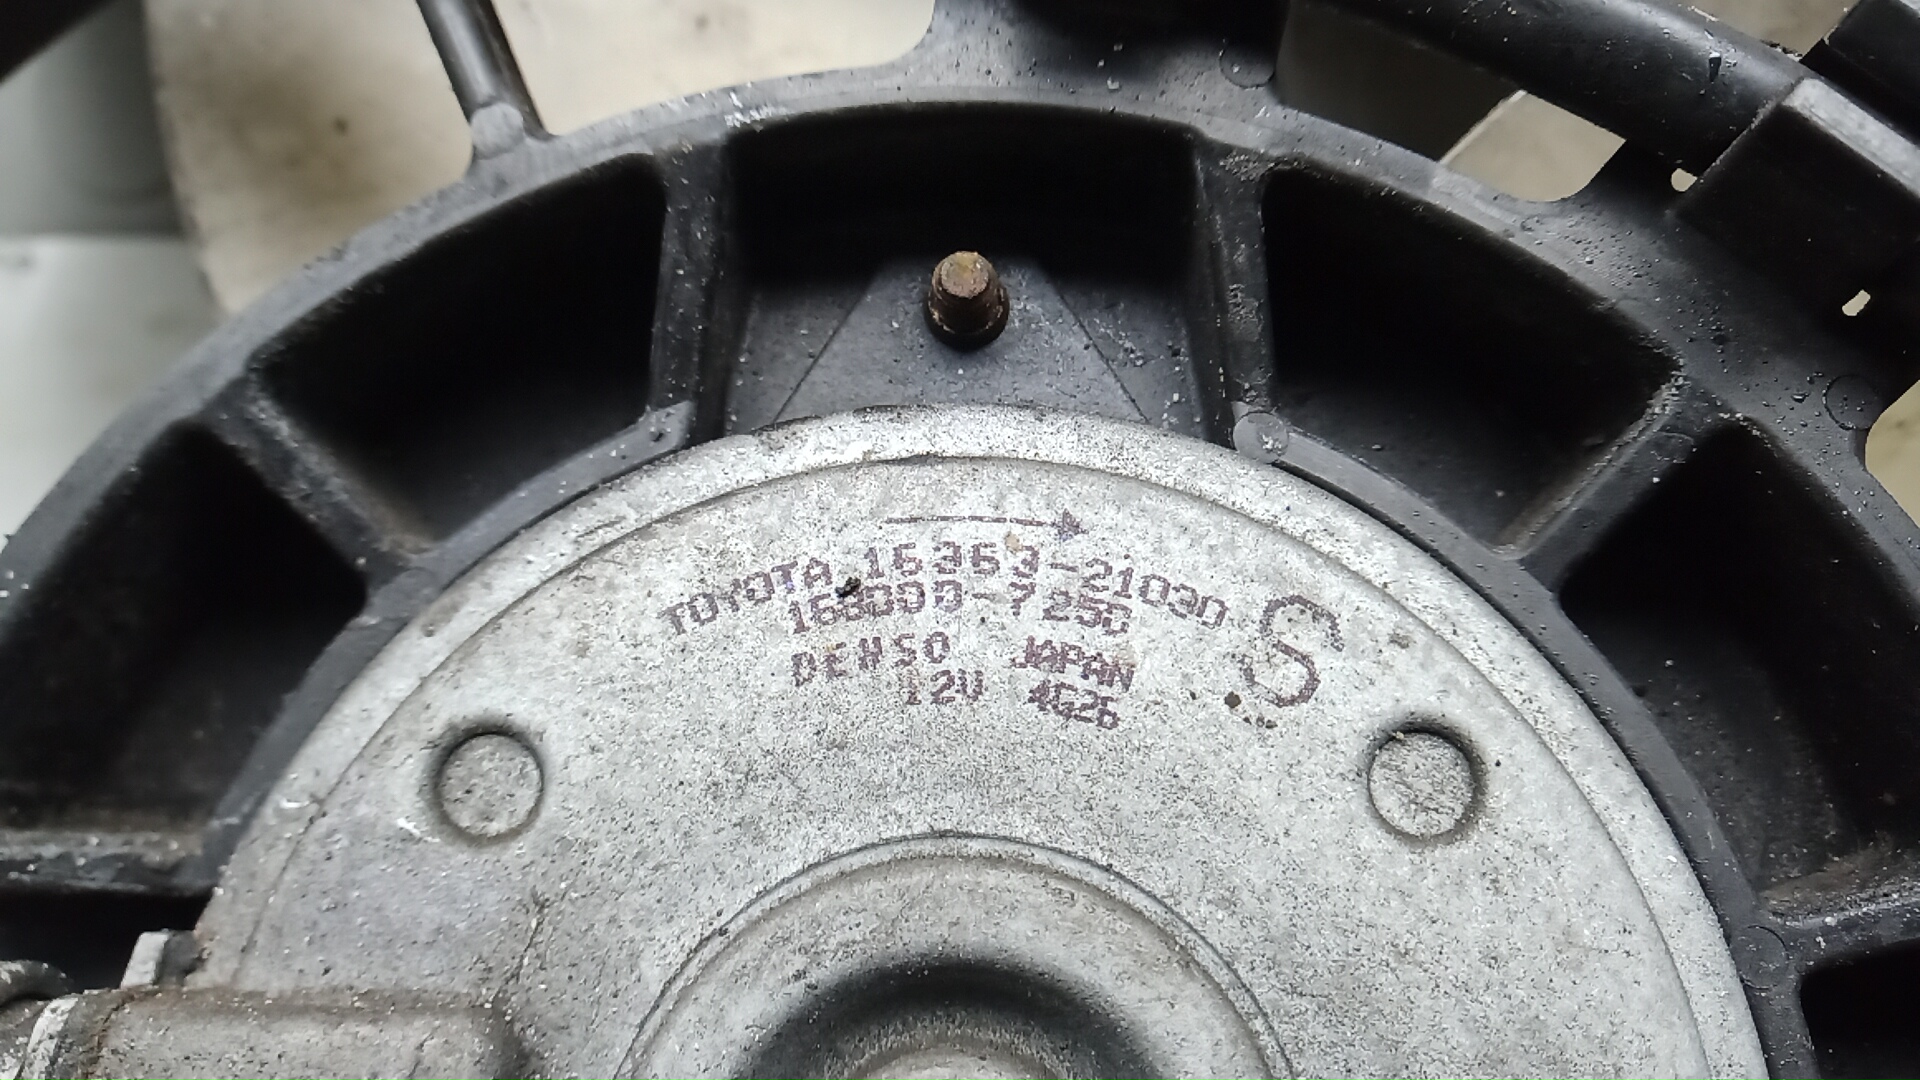 TOYOTA 16363-21030
168000-7250
DENSO JAPAN
12V 4G26
S